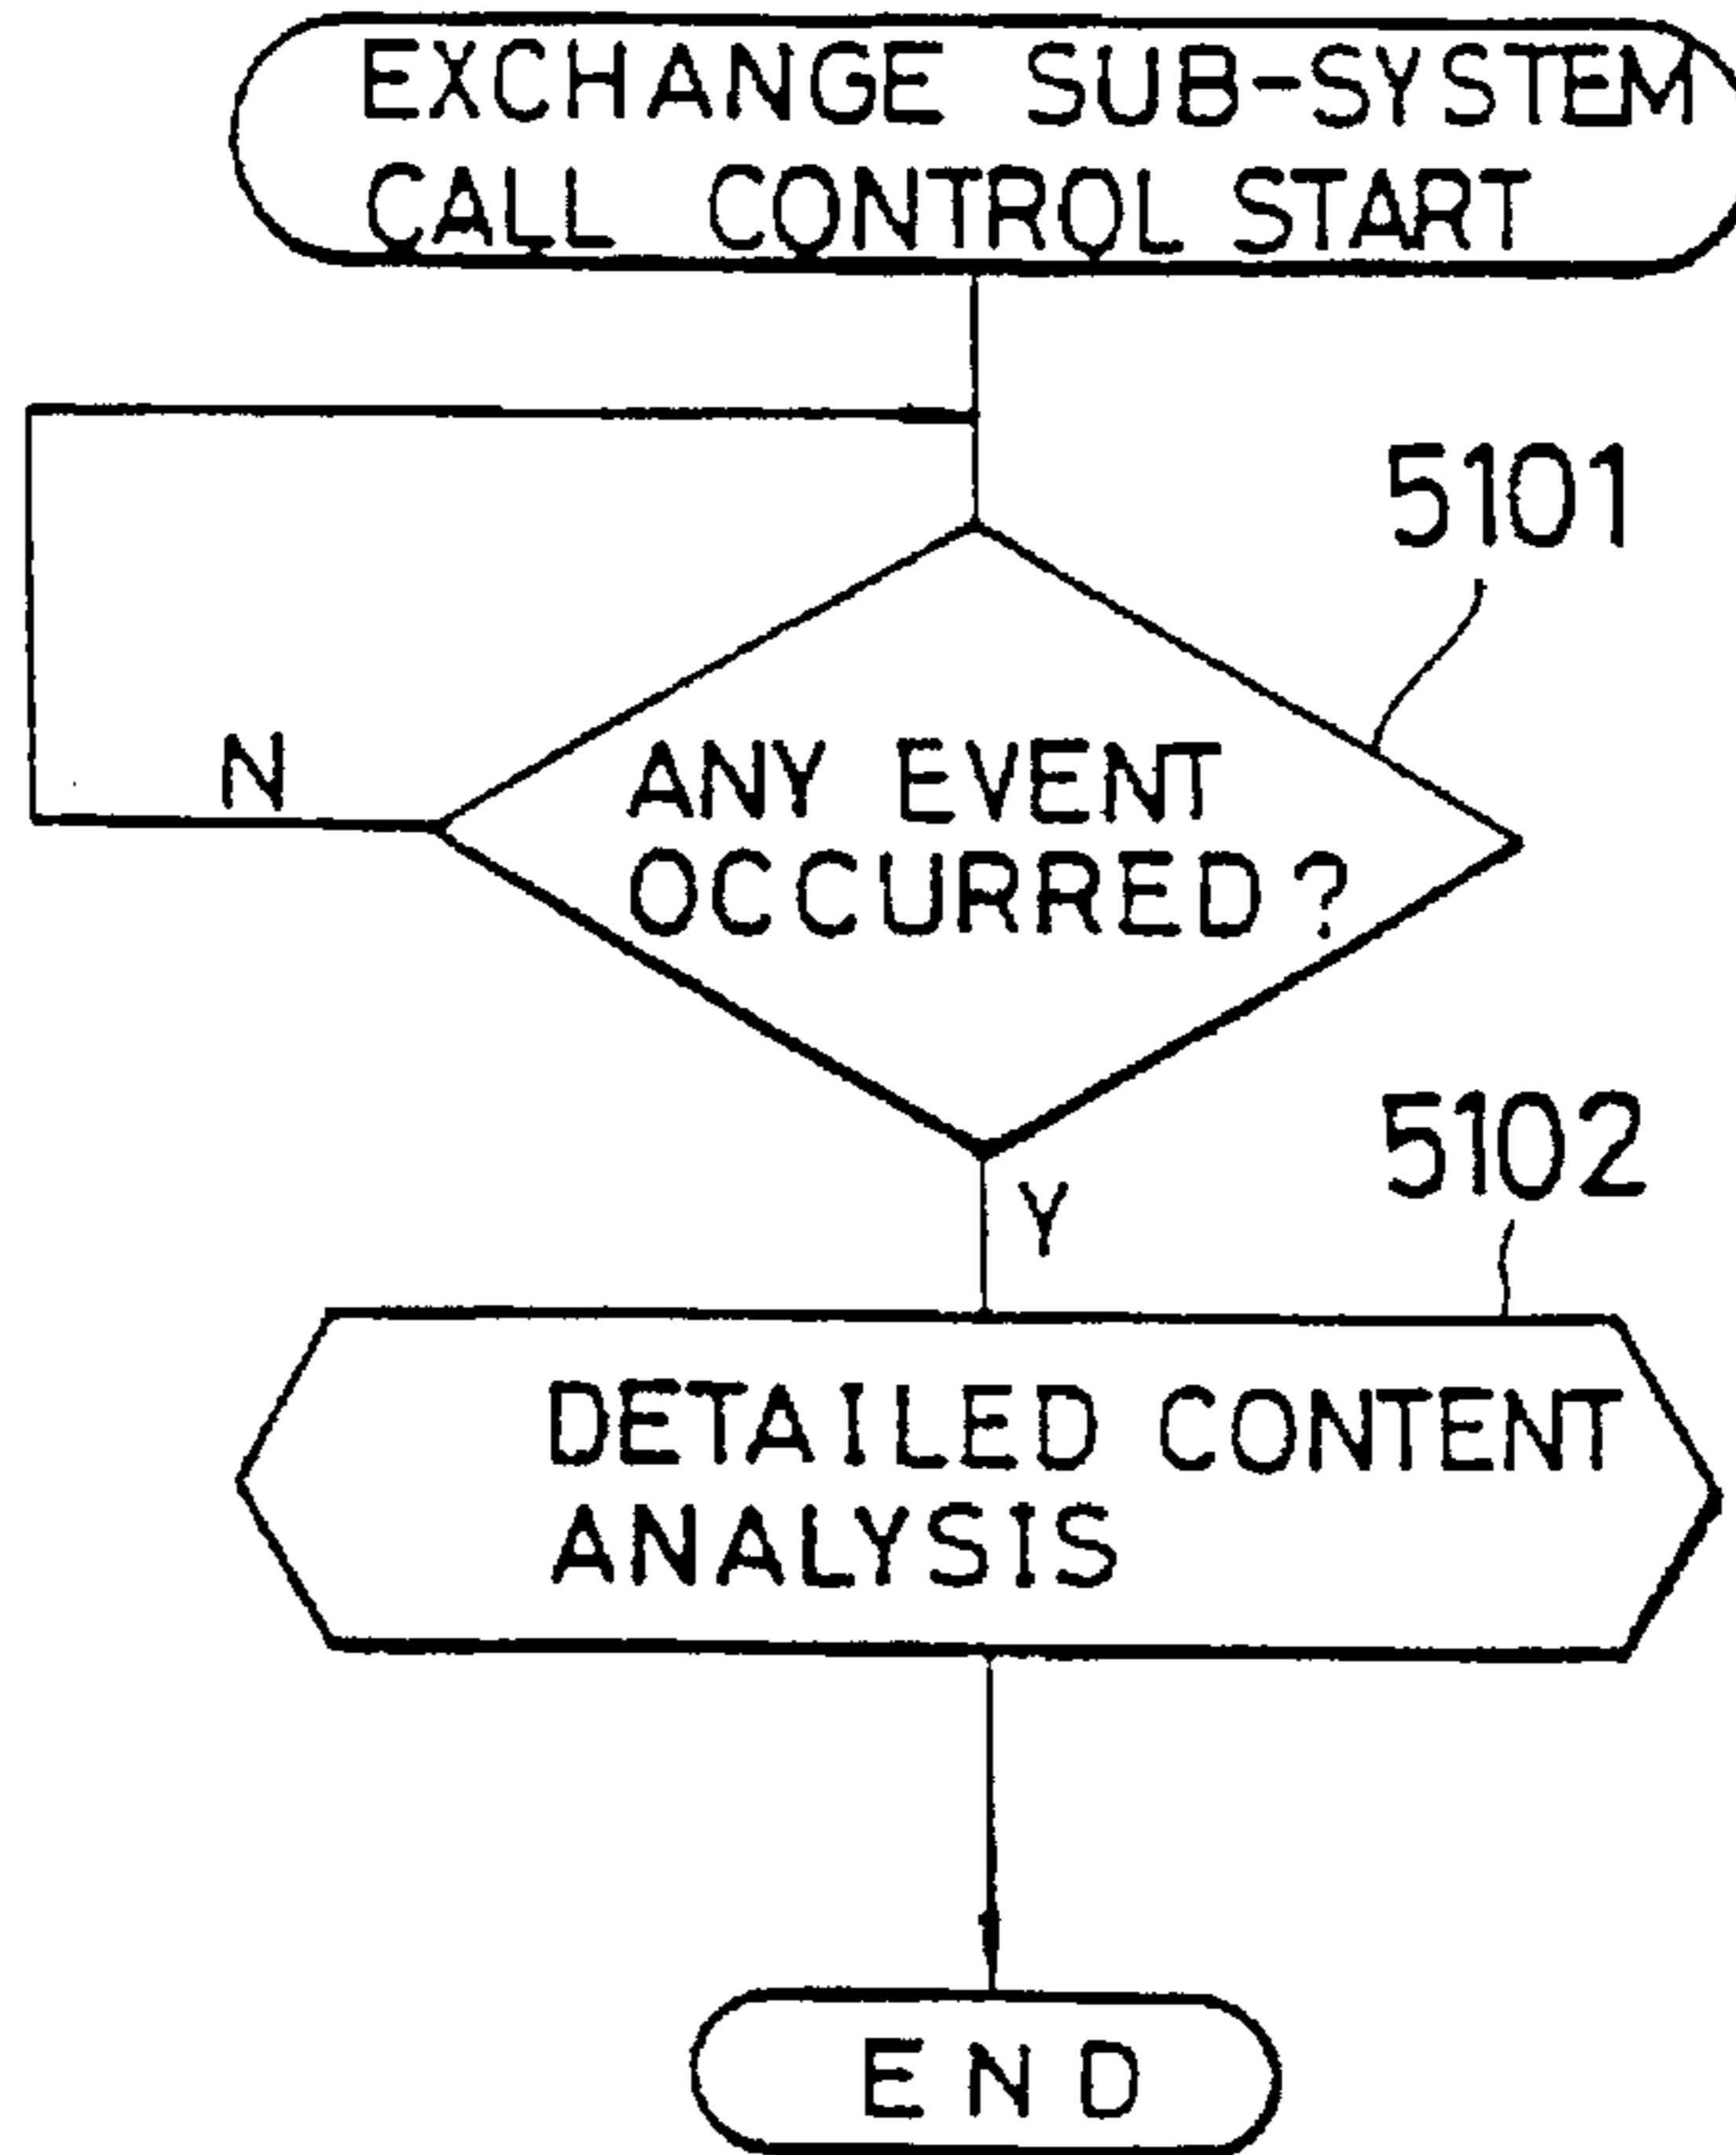 EXCHANGE SUB-SYSTEM
CALL CONTROL START
5101
N
ANY EVENT
OCCURRED?
5102
Y
DETAILED CONTENT
ANALYSIS
END